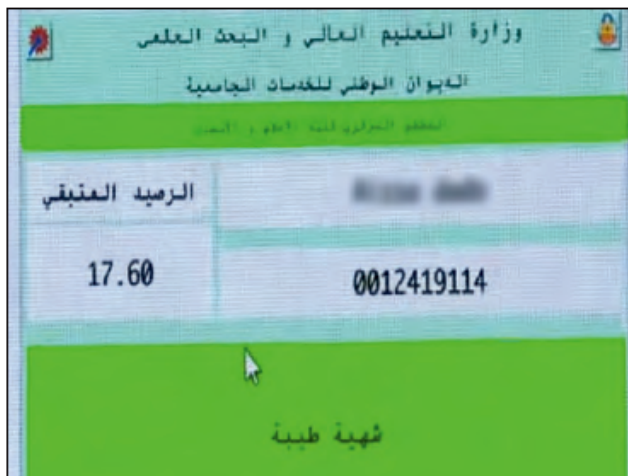 وزارة التعليم العالي و البحث العلمي
الديوان الوطني للخدمات الجامعية
الرصيد المتبقي
17.60
0012419114
شهية طيبة